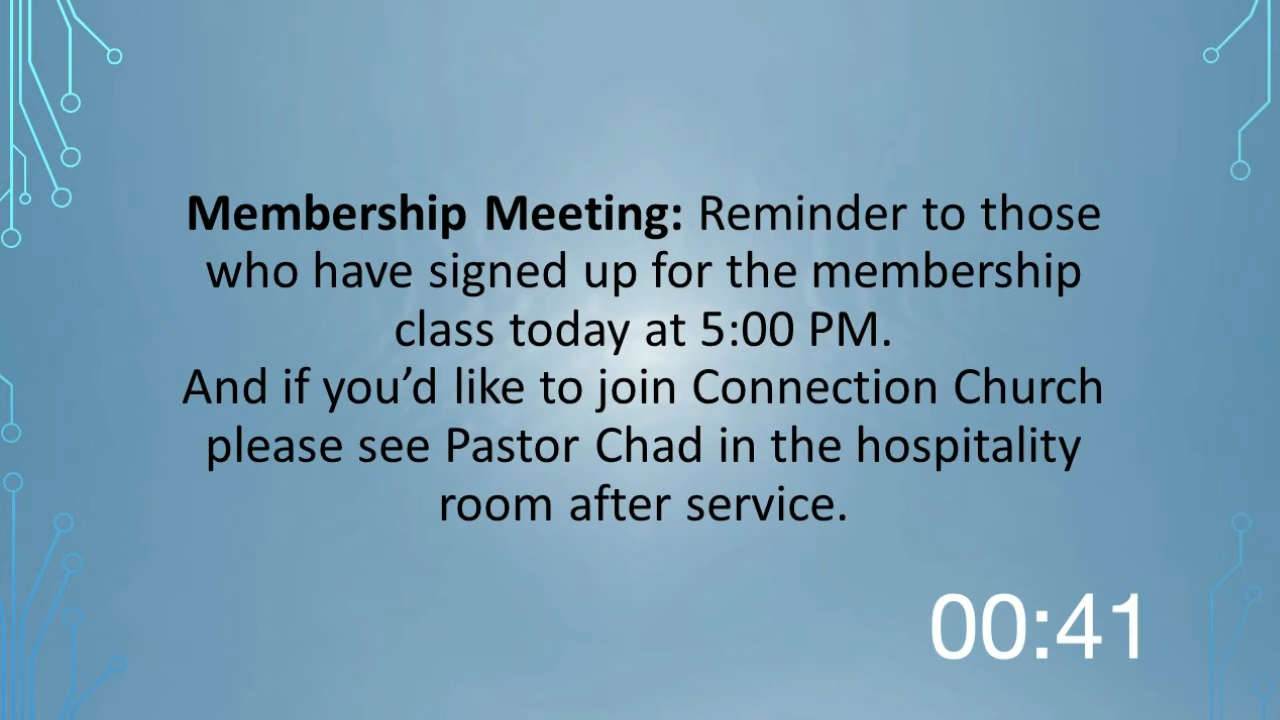 Membership Meeting: Reminder to those
who have signed up for the membership
class today at 5:00 PM.
And if you’d like to join Connection Church
please see Pastor Chad in the hospitality
room after service.
00:41